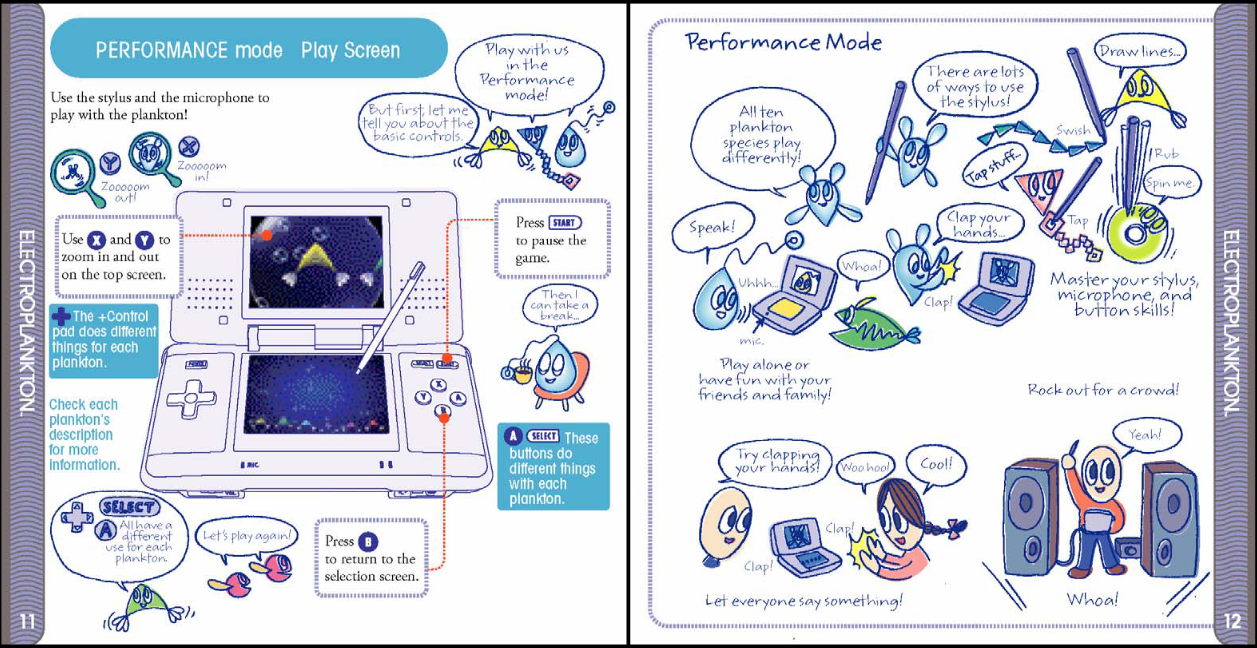 PERFORMANCE mode Play Screen
Use the stylus and the microphone to
play with the plankton!
Play with us
in the
Performance
mode!
But first, let me
tell you about the
basic controls.
Y
X
Zooooom
out!
Zooooom
in!
Use X and Y to
zoom in and out
on the top screen.
Press START
to pause the
game.
The +Control
pad does different
things for each
plankton.
Then I
can take a
break...
Check each
plankton's
description
for more
information.
POWER
SELECT
START
X
Y
A
B
MIC.
A SELECT These
buttons do
different things
with each
plankton.
SELECT
A All have a
different
use for each
plankton.
Let's play again!
Press B
to return to the
selection screen.
ELECTROPLANKTON.
11
Performance Mode
Draw lines...
There are lots
of ways to use
the stylus!
All ten
plankton
species play
differently!
Swish
Rub
Tap stuff...
Spin me.
Tap
Speak!
Clap your
hands...
Whoa!
Uhhh...
Clap!
mic.
Master your stylus,
microphone, and
button skills!
Play alone or
have fun with your
friends and family!
Rock out for a crowd!
Try clapping
your hands!
Woo hoo!
Cool!
Yeah!
Clap!
Clap!
Let everyone say something!
Whoa!
ELECTROPLANKTON.
12